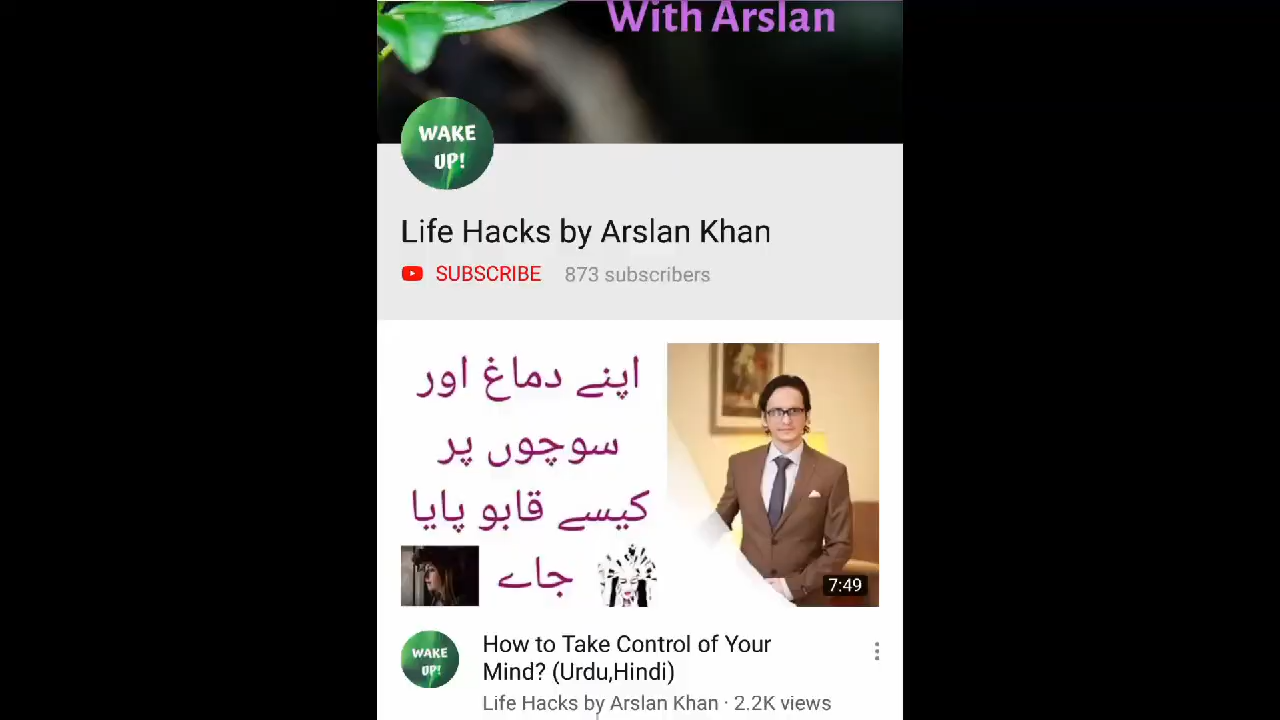 With Arslan
WAKE
UP!
Life Hacks by Arslan Khan
SUBSCRIBE 873 subscribers
اپنے دماغ اور
سوچوں پر
کیسے قابو پایا
جاے
7:49
WAKE
UP!
How to Take Control of Your
Mind? (Urdu,Hindi)
Life Hacks by Arslan Khan · 2.2K views